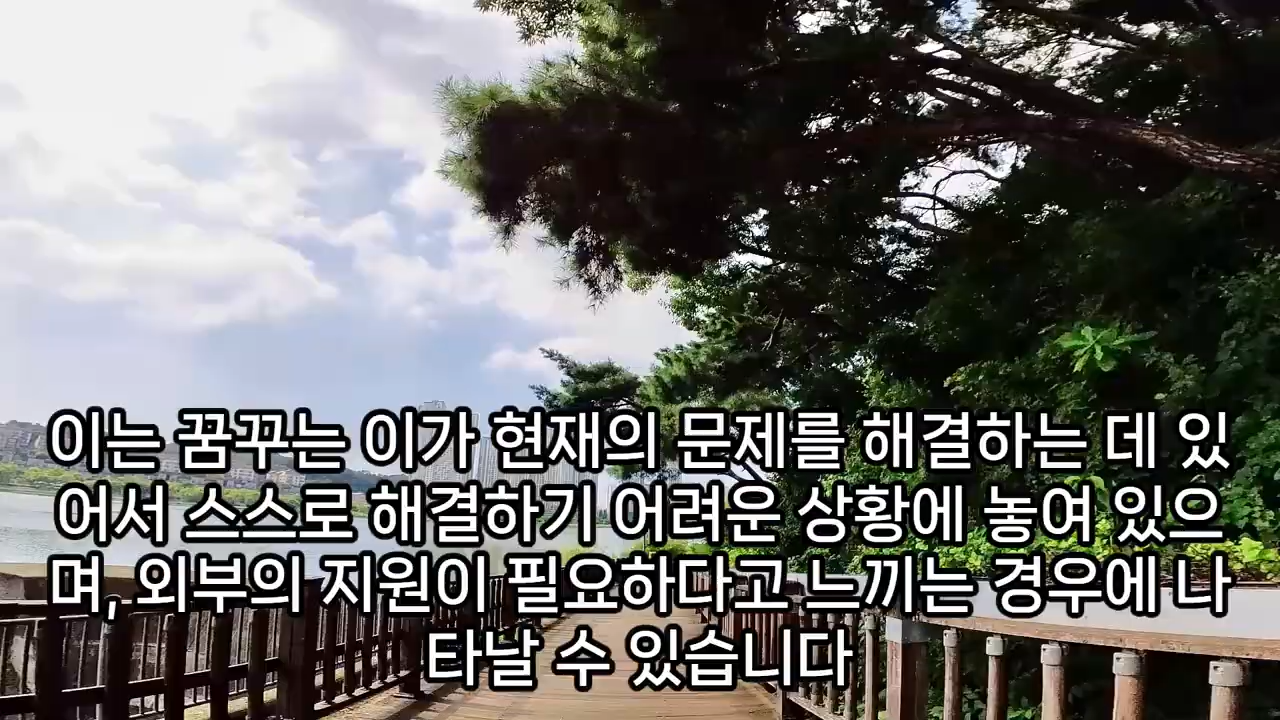 이는 꿈꾸는 이가 현재의 문제를 해결하는 데 있
어서 스스로 해결하기 어려운 상황에 놓여 있으
며, 외부의 지원이 필요하다고 느끼는 경우에 나
타날 수 있습니다